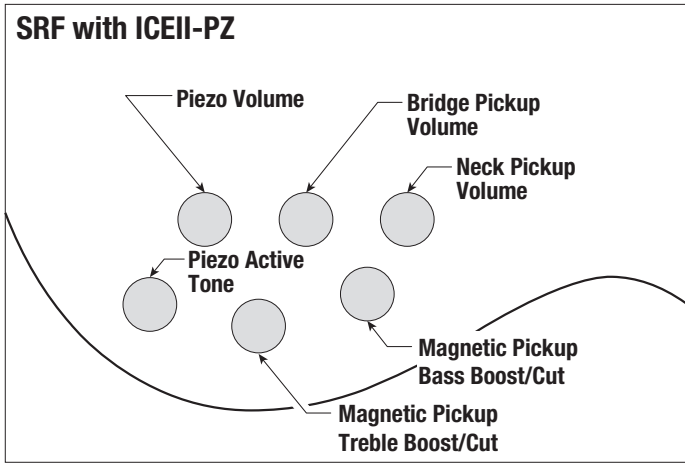 SRF with ICEII-PZ
Piezo Volume
Bridge Pickup
Volume
Neck Pickup
Volume
Piezo Active
Tone
Magnetic Pickup
Bass Boost/Cut
Magnetic Pickup
Treble Boost/Cut